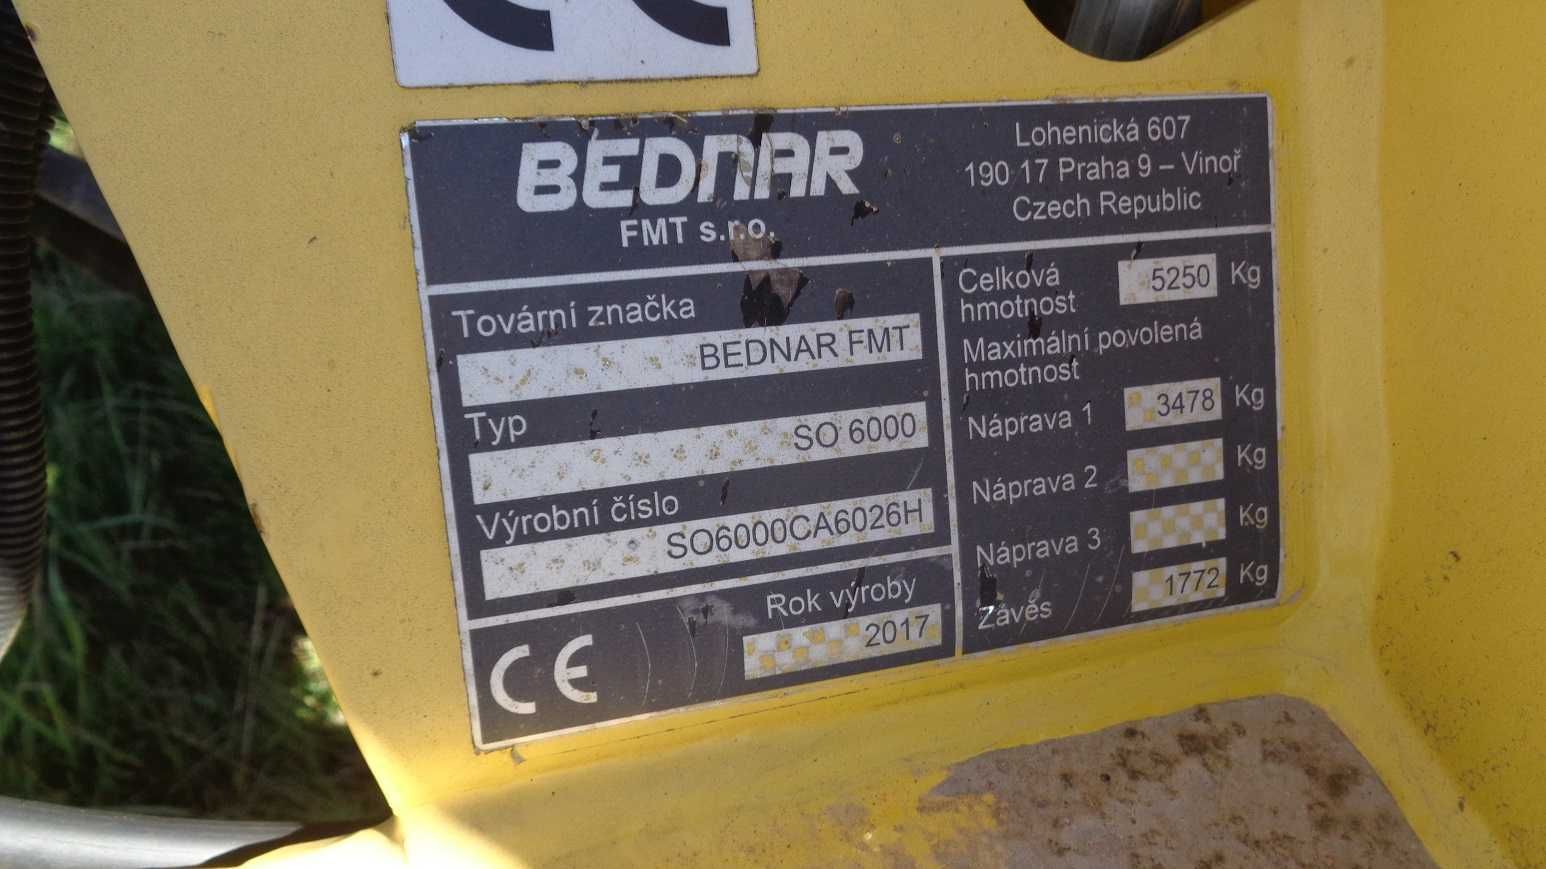 CE
BEDNAR
FMT s.r.o.
Lohenická 607
190 17 Praha 9 – Vinoř
Czech Republic
Tovární značka
BEDNAR FMT
Typ
SO 6000
Výrobní číslo
SO6000CA6026H
CE
Rok výroby
2017
Celková
hmotnost
5250 Kg
Maximální povolená
hmotnost
Náprava 1 3478 Kg
Náprava 2 Kg
Náprava 3 Kg
Závěs 1772 Kg